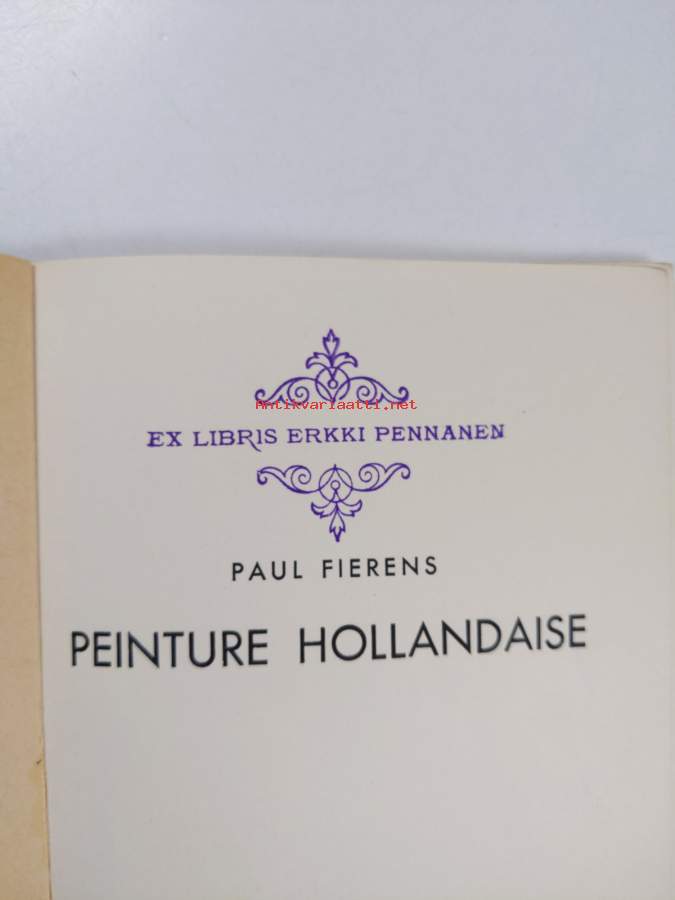 Antikvariaatti.net
EX LIBRIS ERKKI PENNANEN
PAUL FIERENS
PEINTURE HOLLANDAISE